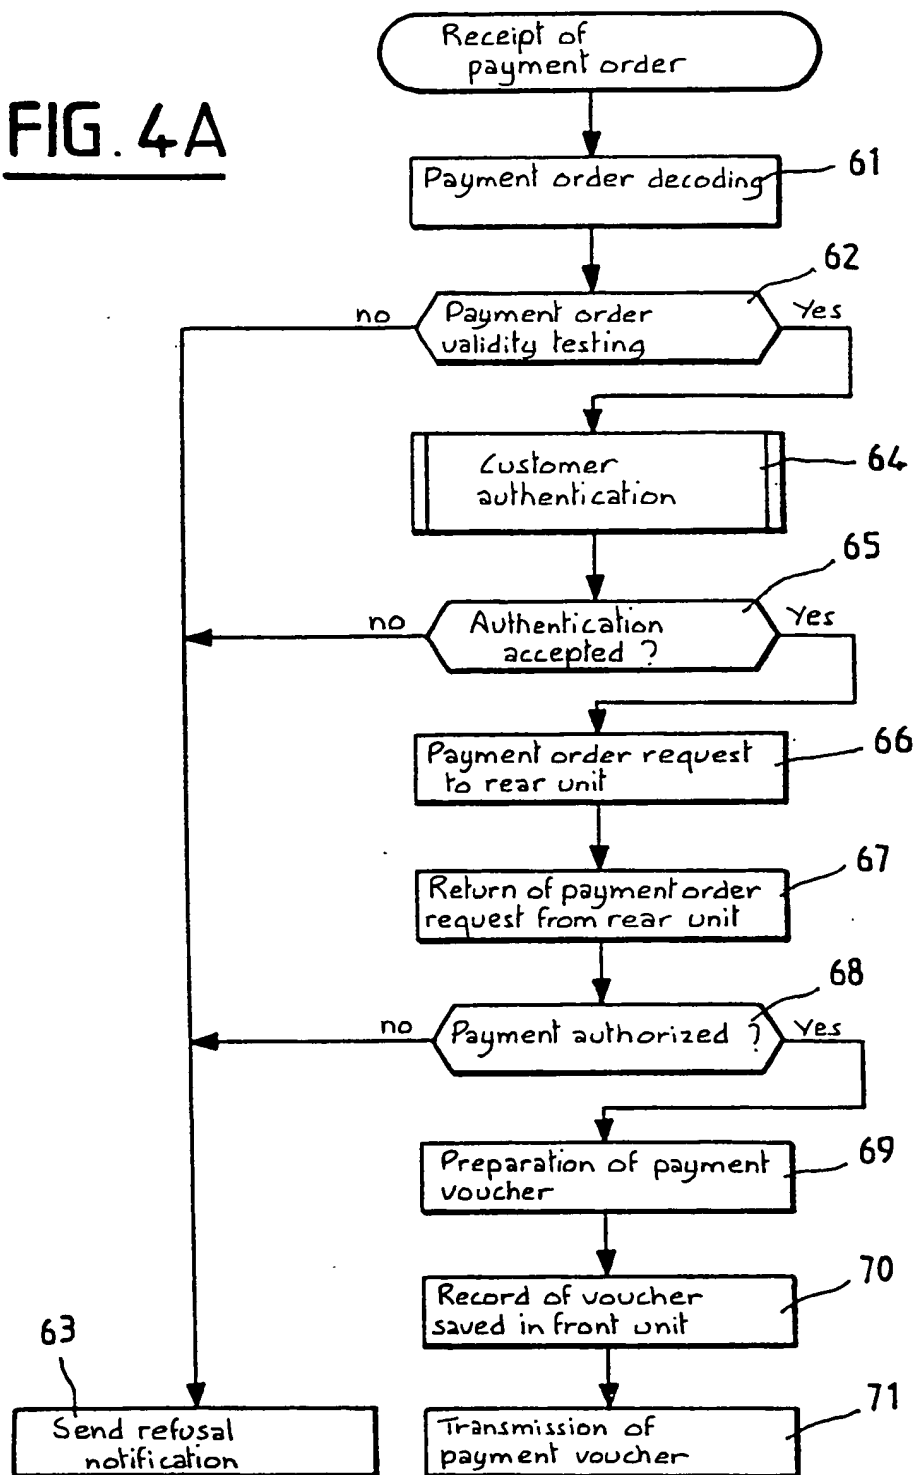 Receipt of
payment order
FIG. 4A
61
Payment order decoding
62
no
Payment order
validity testing
Yes
Customer
authentication
64
65
no
Authentication
accepted ?
Yes
Payment order request
to rear unit
66
67
Return of payment order
request from rear unit
68
no
Payment authorized ?
Yes
Preparation of payment
voucher
69
70
Record of voucher
saved in front unit
63
Send refusal
notification
71
Transmission of
payment voucher